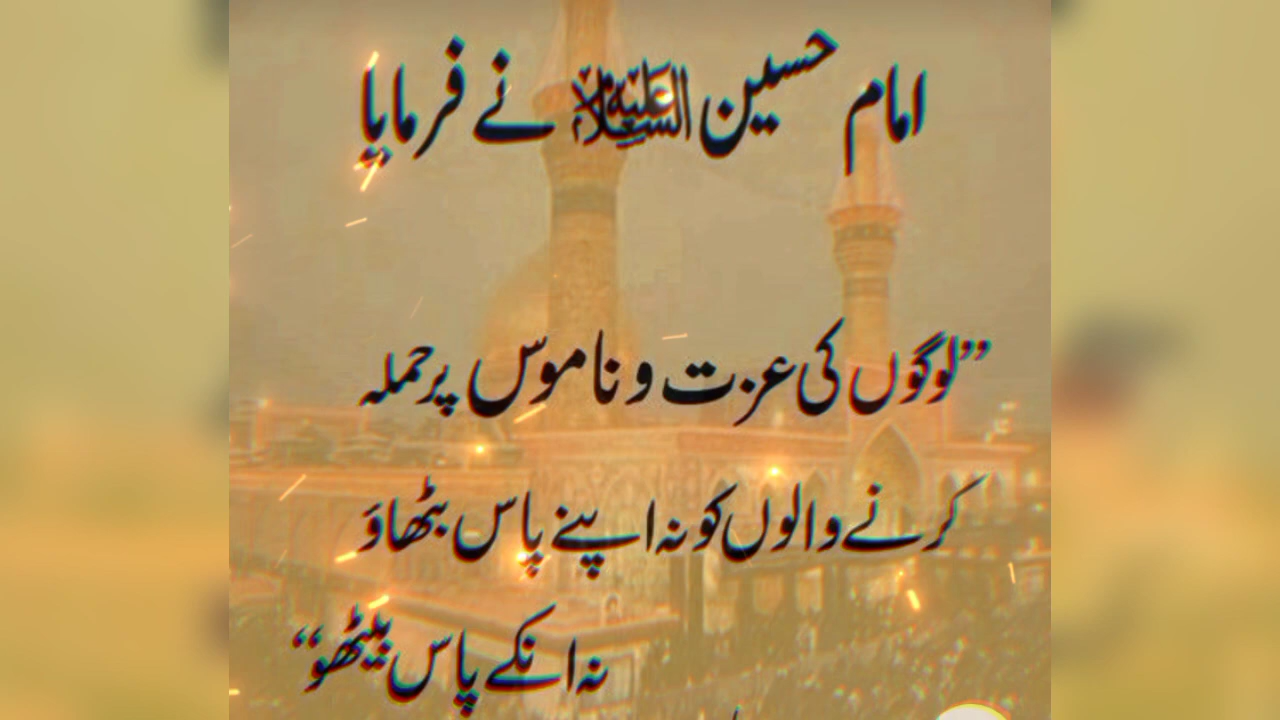 امام حسین علیہ السلام نے فرمایا
”لوگوں کی عزت و ناموس پر حملہ
کرنے والوں کو نہ اپنے پاس بٹھاؤ
نہ انکے پاس بیٹھو“